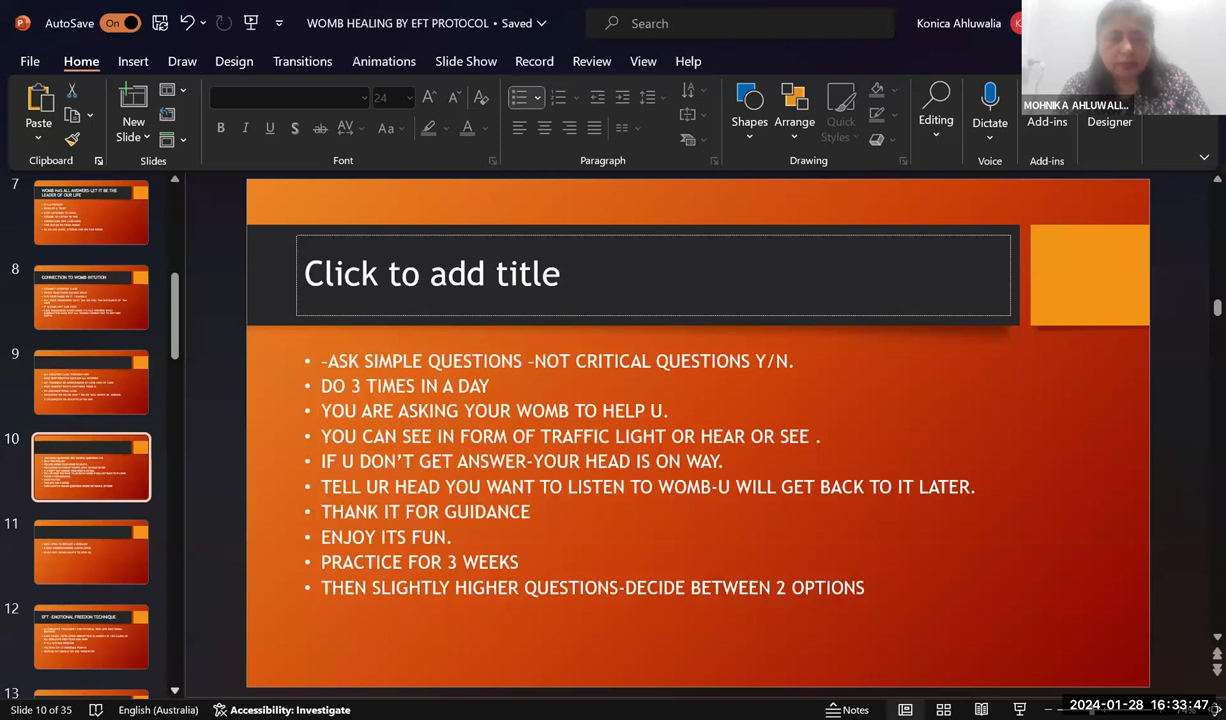 AutoSave On WOMB HEALING BY EFT PROTOCOL • Saved Search Konica Ahluwalia
File Home Insert Draw Design Transitions Animations Slide Show Record Review View Help
MOHNIKA AHLUWALI...
Paste New Slide 24 Shapes Arrange Quick Styles Editing Dictate Add-ins Designer
Clipboard Slides Font Paragraph Drawing Voice Add-ins
7
WOMB HAS ALL ANSWERS-LET IT BE THE
LEADER OF OUR LIFE
8
CONNECTION TO WOMB-INTUTION
9
10
11
12
EFT -EMOTIONAL FREEDOM TECHNIQUE
13
Click to add title
• -ASK SIMPLE QUESTIONS -NOT CRITICAL QUESTIONS Y/N.
• DO 3 TIMES IN A DAY
• YOU ARE ASKING YOUR WOMB TO HELP U.
• YOU CAN SEE IN FORM OF TRAFFIC LIGHT OR HEAR OR SEE .
• IF U DON'T GET ANSWER-YOUR HEAD IS ON WAY.
• TELL UR HEAD YOU WANT TO LISTEN TO WOMB-U WILL GET BACK TO IT LATER.
• THANK IT FOR GUIDANCE
• ENJOY ITS FUN.
• PRACTICE FOR 3 WEEKS
• THEN SLIGHTLY HIGHER QUESTIONS-DECIDE BETWEEN 2 OPTIONS
Slide 10 of 35 English (Australia) Accessibility: Investigate Notes
2024-01-28 16:33:47